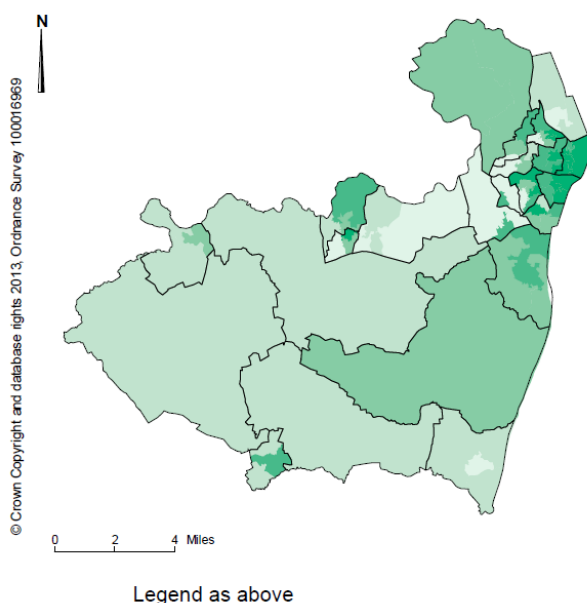 N
© Crown Copyright and database rights 2013, Ordnance Survey 100016969
0 2 4 Miles
Legend as above